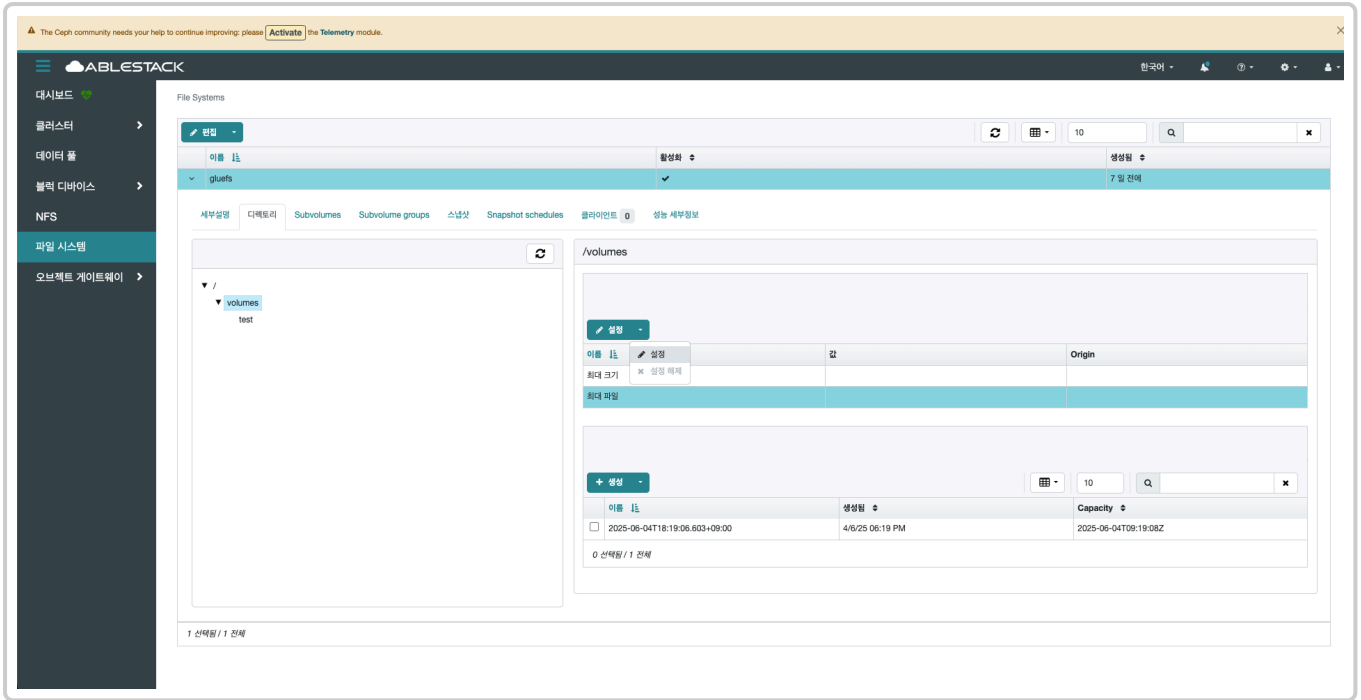 The Ceph community needs your help to continue improving: please Activate the Telemetry module.
ABLESTACK
한국어
대시보드
클러스터
데이터 풀
블럭 디바이스
NFS
파일 시스템
오브젝트 게이트웨이
File Systems
편집
10
이름 활성화 생성됨
gluefs 7 일 전에
세부설명 디렉토리 Subvolumes Subvolume groups 스냅샷 Snapshot schedules 클라이언트 0 성능 세부정보
/
volumes
test
/volumes
설정
설정
설정 해제
이름 값 Origin
최대 크기
최대 파일
생성
10
이름 생성됨 Capacity
2025-06-04T18:19:06.603+09:00 4/6/25 06:19 PM 2025-06-04T09:19:08Z
0 선택됨 / 1 전체
1 선택됨 / 1 전체